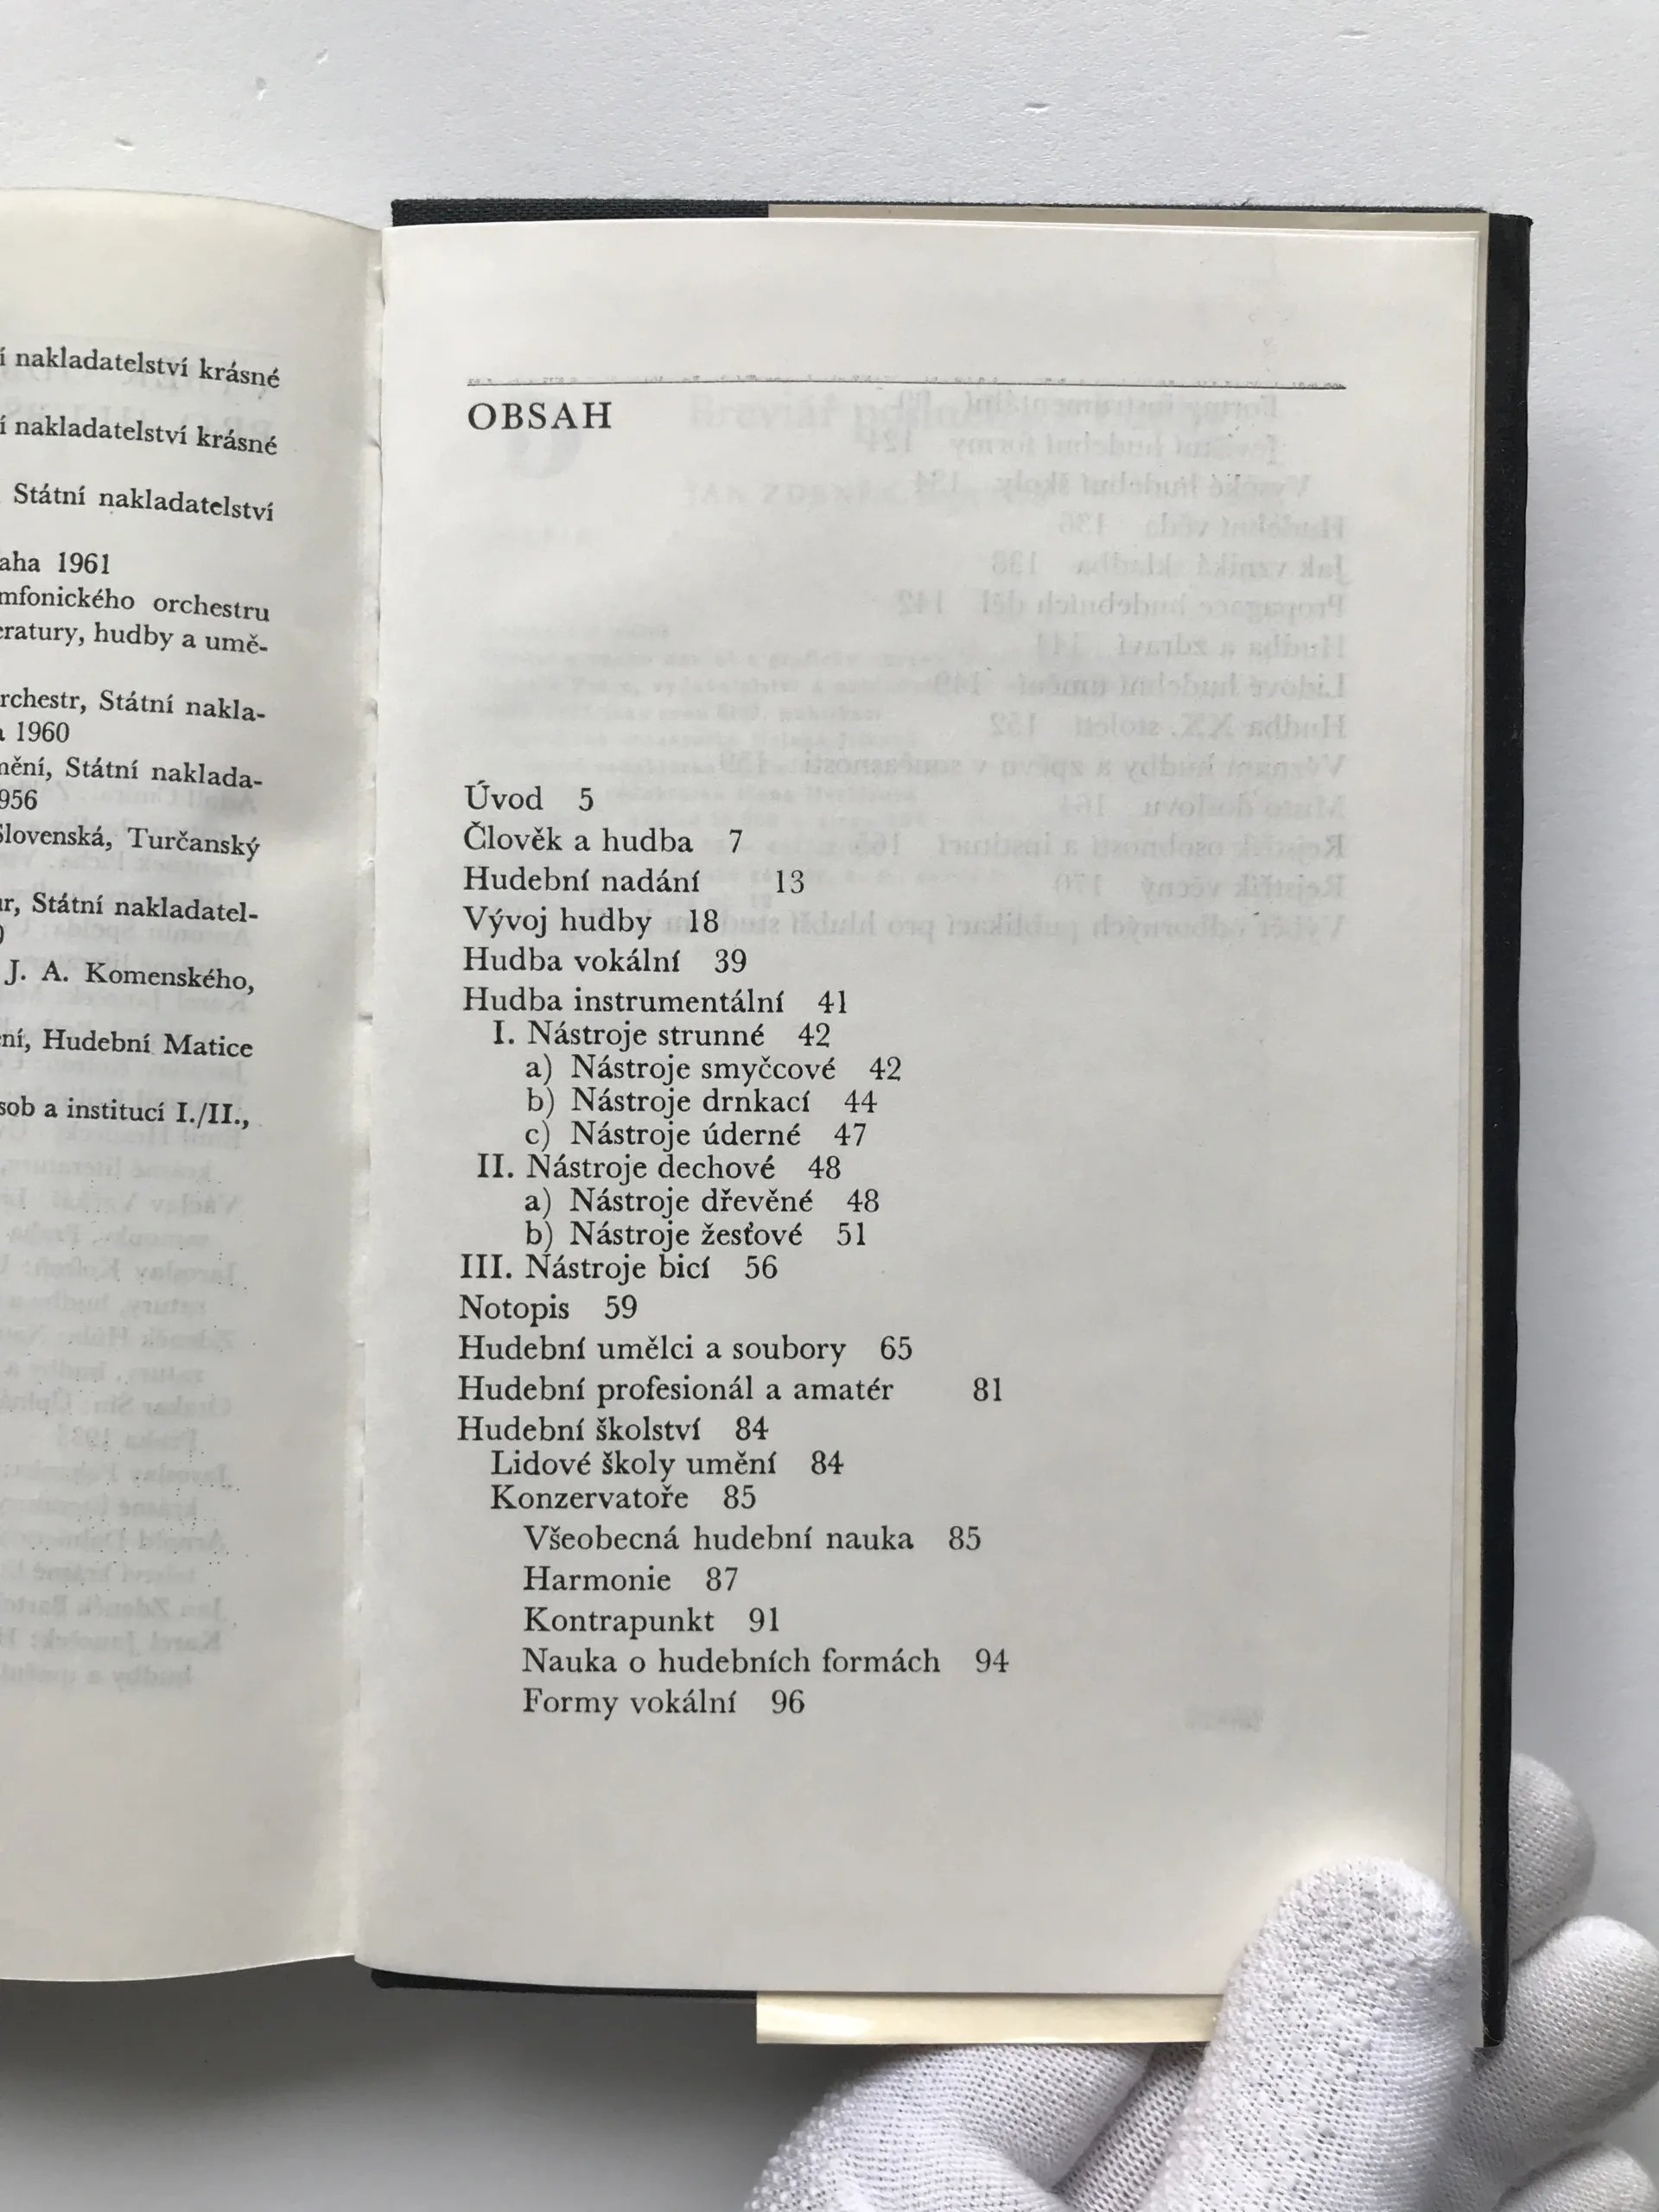 í nakladatelství krásné
í nakladatelství krásné
Státní nakladatelství
aha 1961
mfonického orchestru
eratury, hudby a umě-
rchestr, Státní nakla-
1960
nění, Státní naklada-
956
Slovenská, Turčanský
ur, Státní nakladatel-
J. A. Komenského,
ní, Hudební Matice
sob a institucí I./II.,
OBSAH
Úvod 5
Člověk a hudba 7
Hudební nadání 13
Vývoj hudby 18
Hudba vokální 39
Hudba instrumentální 41
I. Nástroje strunné 42
a) Nástroje smyčcové 42
b) Nástroje drnkací 44
c) Nástroje úderné 47
II. Nástroje dechové 48
a) Nástroje dřevěné 48
b) Nástroje žesťové 51
III. Nástroje bicí 56
Notopis 59
Hudební umělci a soubory 65
Hudební profesionál a amatér 81
Hudební školství 84
Lidové školy umění 84
Konzervatoře 85
Všeobecná hudební nauka 85
Harmonie 87
Kontrapunkt 91
Nauka o hudebních formách 94
Formy vokální 96